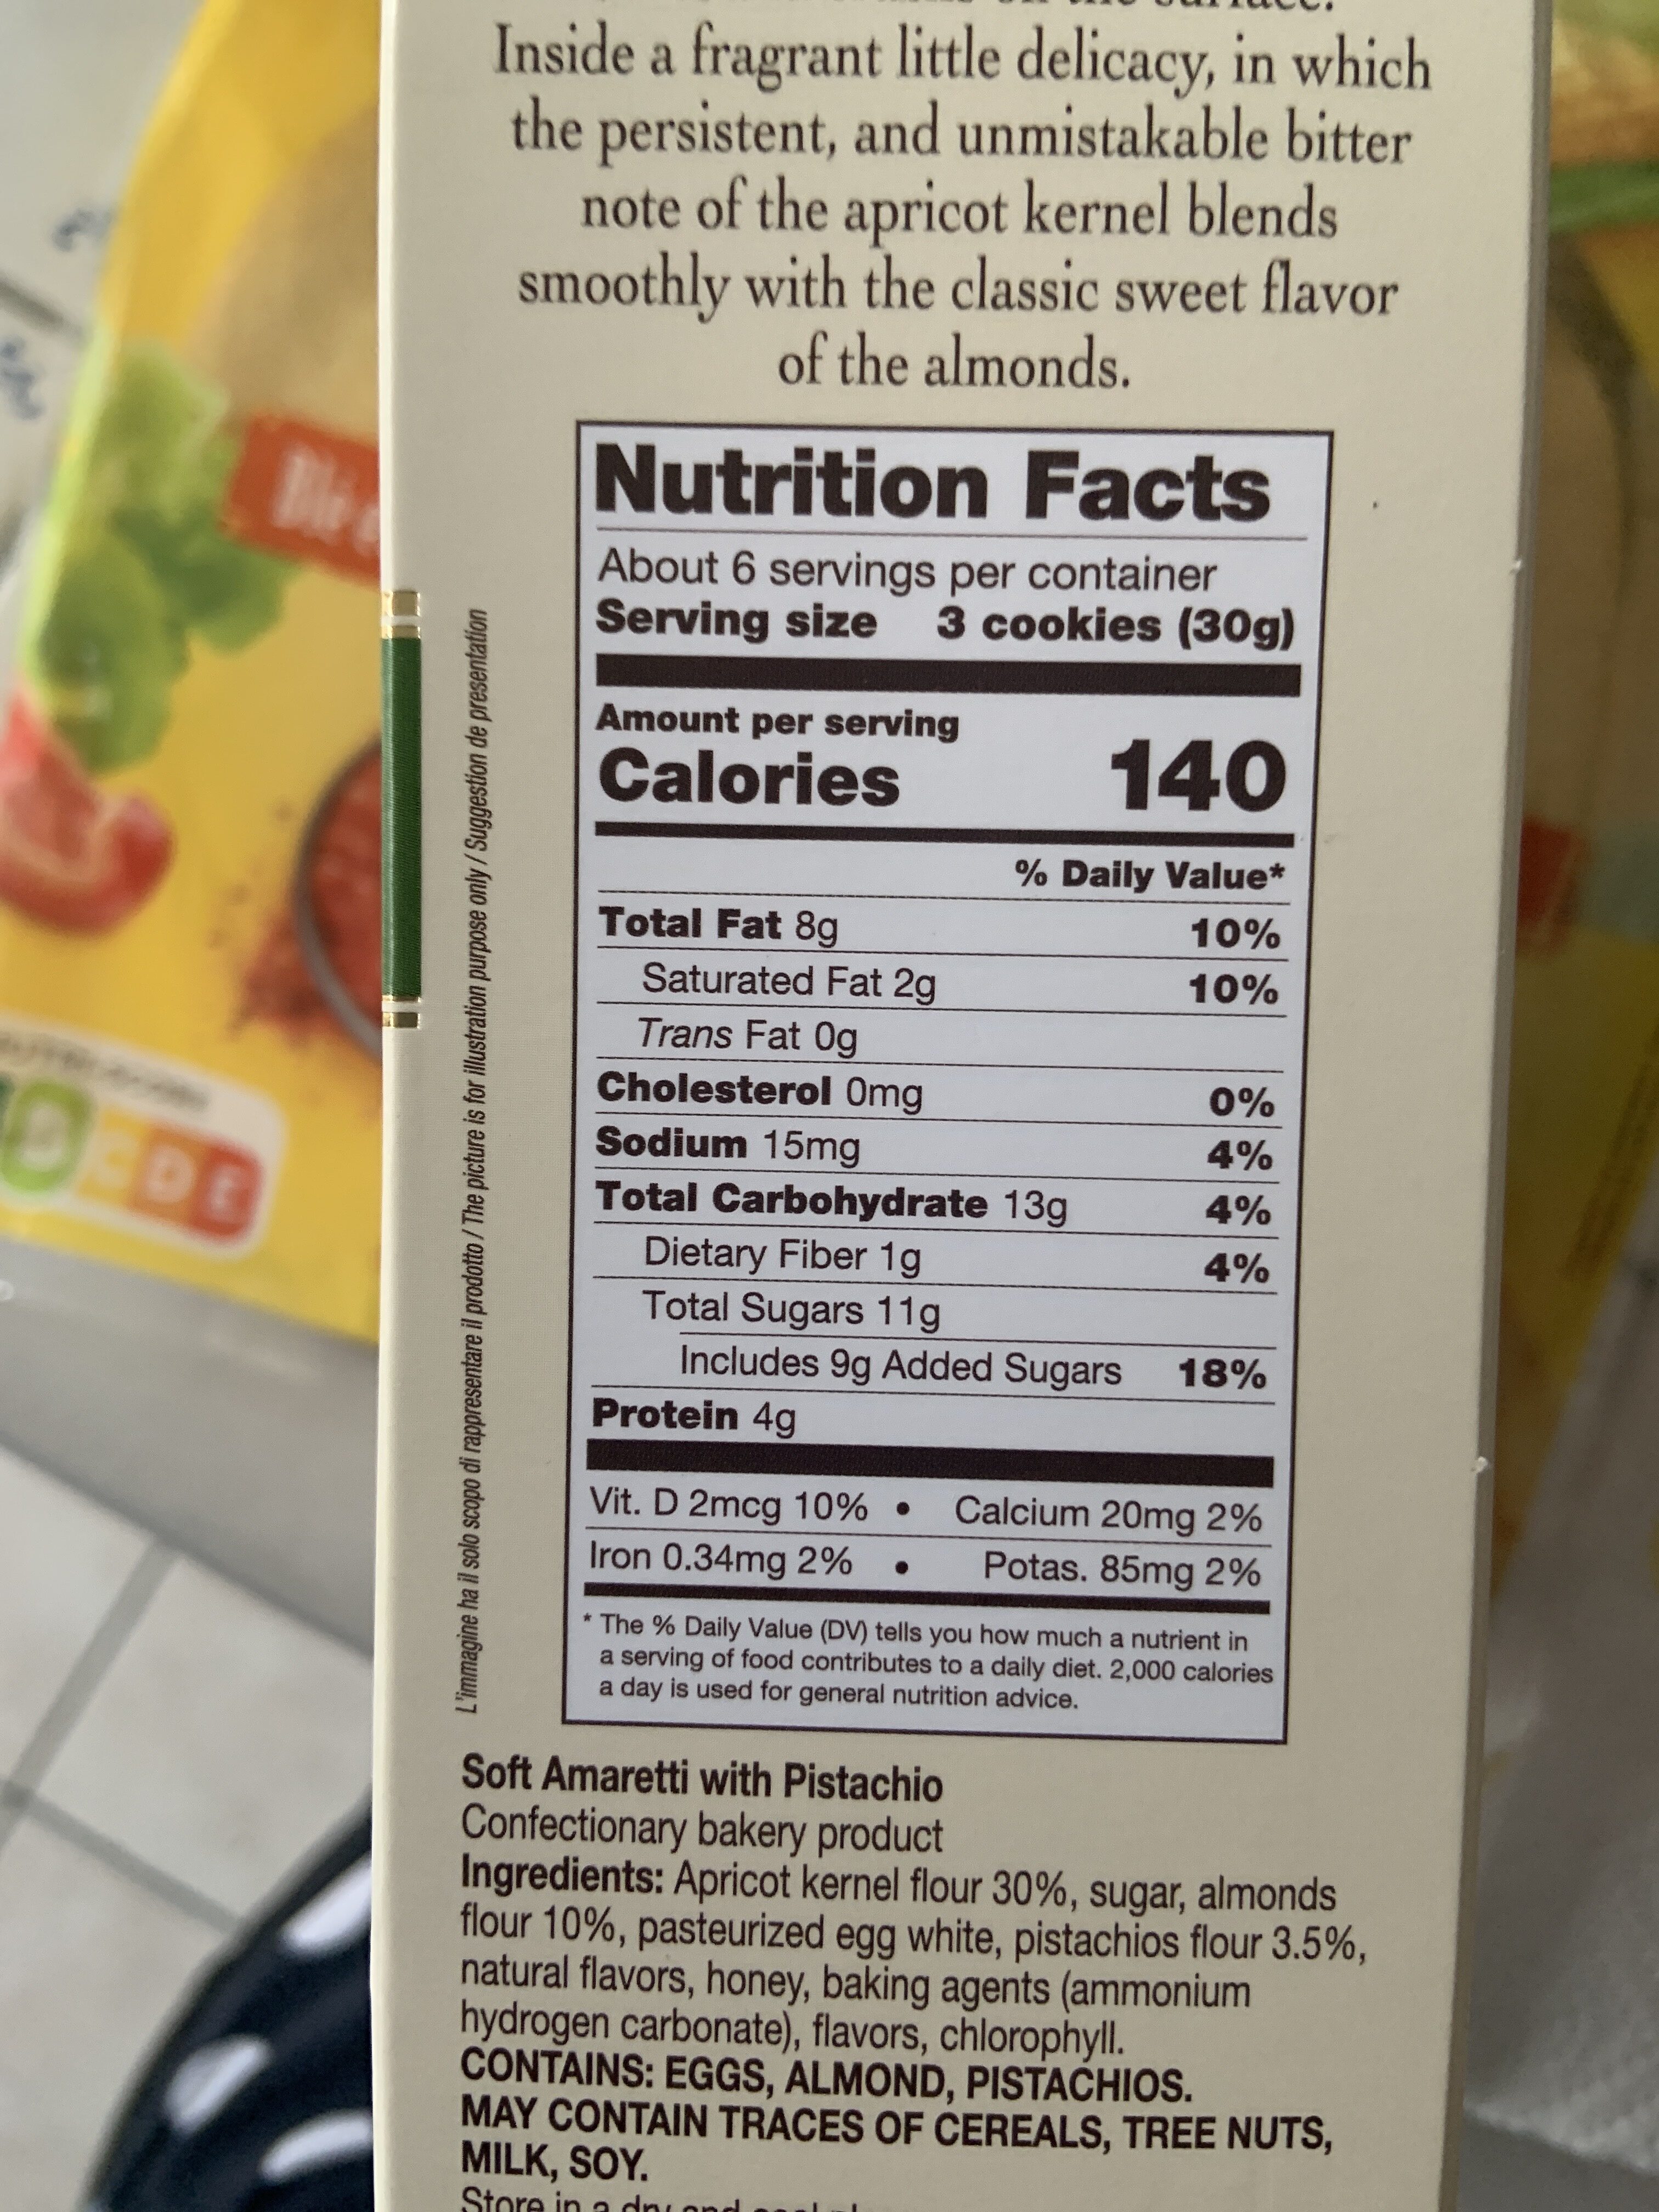 Inside a fragrant little delicacy, in which
the persistent, and unmistakable bitter
note of the apricot kernel blends
smoothly with the classic sweet flavor
of the almonds.
Nutrition Facts
About 6 servings per container
Serving size 3 cookies (30g)
Amount per serving
Calories 140
% Daily Value*
Total Fat 8g 10%
Saturated Fat 2g 10%
Trans Fat 0g
Cholesterol 0mg 0%
Sodium 15mg 4%
Total Carbohydrate 13g 4%
Dietary Fiber 1g 4%
Total Sugars 11g
Includes 9g Added Sugars 18%
Protein 4g
Vit. D 2mcg 10% • Calcium 20mg 2%
Iron 0.34mg 2% • Potas. 85mg 2%
* The % Daily Value (DV) tells you how much a nutrient in
a serving of food contributes to a daily diet. 2,000 calories
a day is used for general nutrition advice.
L'immagine ha il solo scopo di rappresentare il prodotto / The picture is for illustration purpose only / Suggestion de presentation
Soft Amaretti with Pistachio
Confectionary bakery product
Ingredients: Apricot kernel flour 30%, sugar, almonds
flour 10%, pasteurized egg white, pistachios flour 3.5%,
natural flavors, honey, baking agents (ammonium
hydrogen carbonate), flavors, chlorophyll.
CONTAINS: EGGS, ALMOND, PISTACHIOS.
MAY CONTAIN TRACES OF CEREALS, TREE NUTS,
MILK, SOY.
Store in a dry and
Blé
B C D E